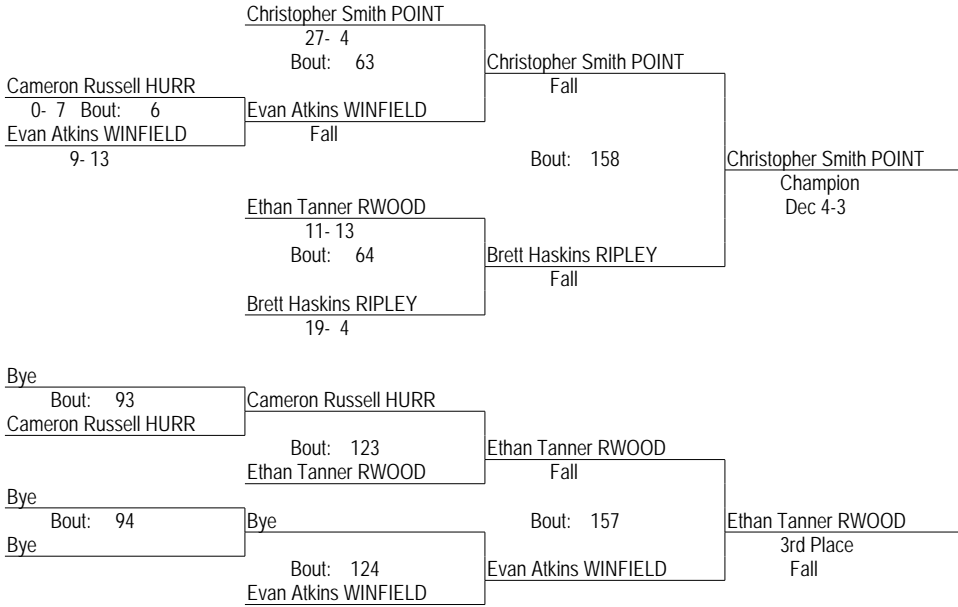 Christopher Smith POINT
27- 4
Bout: 63
Christopher Smith POINT
Fall
Cameron Russell HURR
0- 7 Bout: 6
Evan Atkins WINFIELD
Fall
Evan Atkins WINFIELD
9- 13
Bout: 158
Christopher Smith POINT
Champion
Dec 4-3
Ethan Tanner RWOOD
11- 13
Bout: 64
Brett Haskins RIPLEY
Fall
Brett Haskins RIPLEY
19- 4
Bye
Bout: 93
Cameron Russell HURR
Cameron Russell HURR
Bout: 123
Ethan Tanner RWOOD
Fall
Ethan Tanner RWOOD
Bye
Bout: 94
Bye
Bye
Bout: 157
Ethan Tanner RWOOD
3rd Place
Fall
Bout: 124
Evan Atkins WINFIELD
Evan Atkins WINFIELD